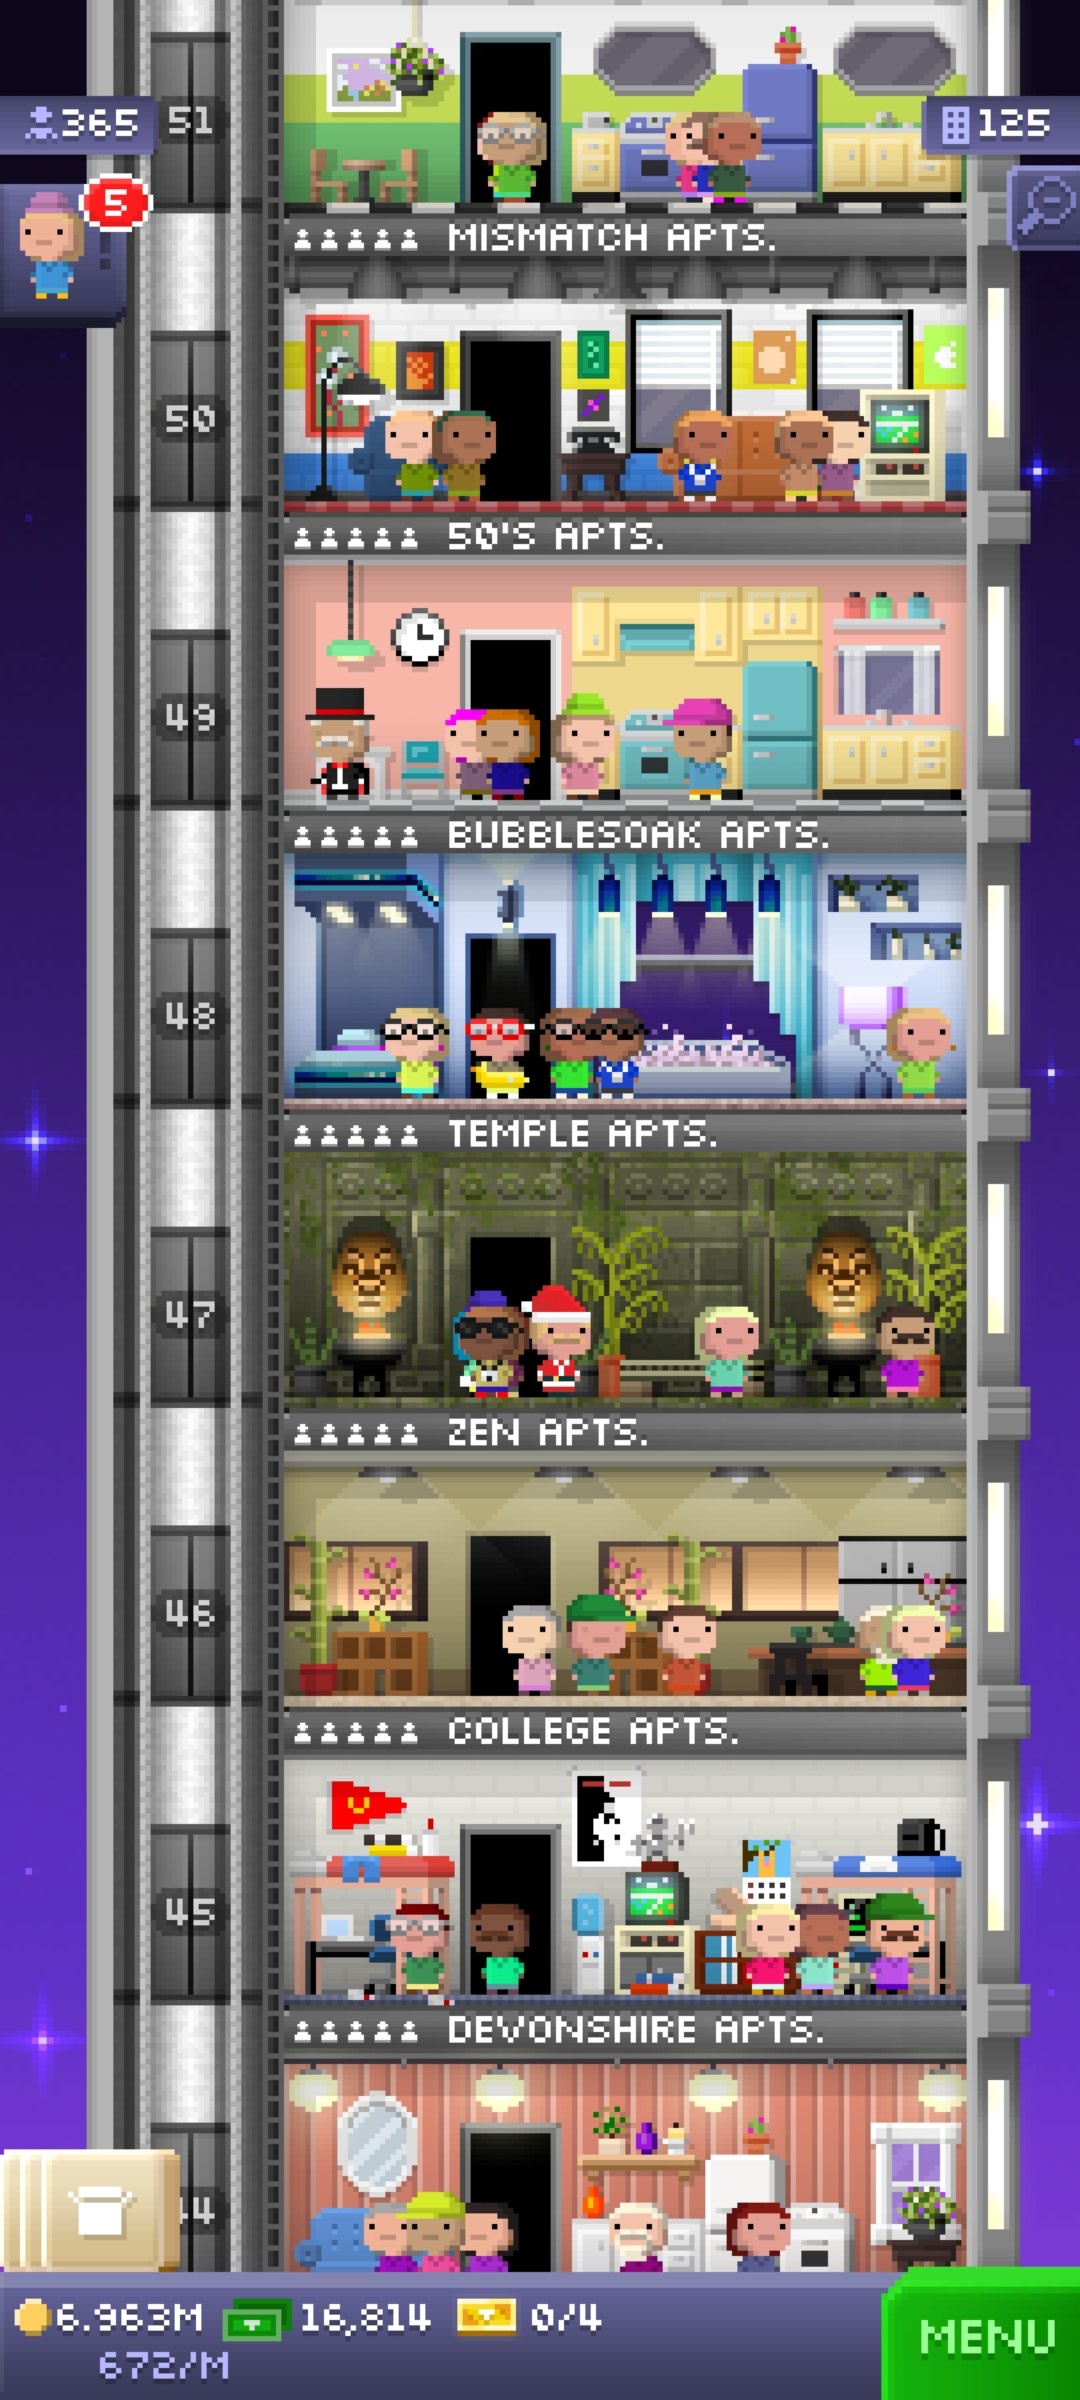 51
365
125
5
MISMATCH APTS.
50
50'S APTS.
49
BUBBLESOAK APTS.
48
TEMPLE APTS.
47
ZEN APTS.
46
COLLEGE APTS.
45
DEVONSHIRE APTS.
6.963M
16,814
0/4
672/M
MENU